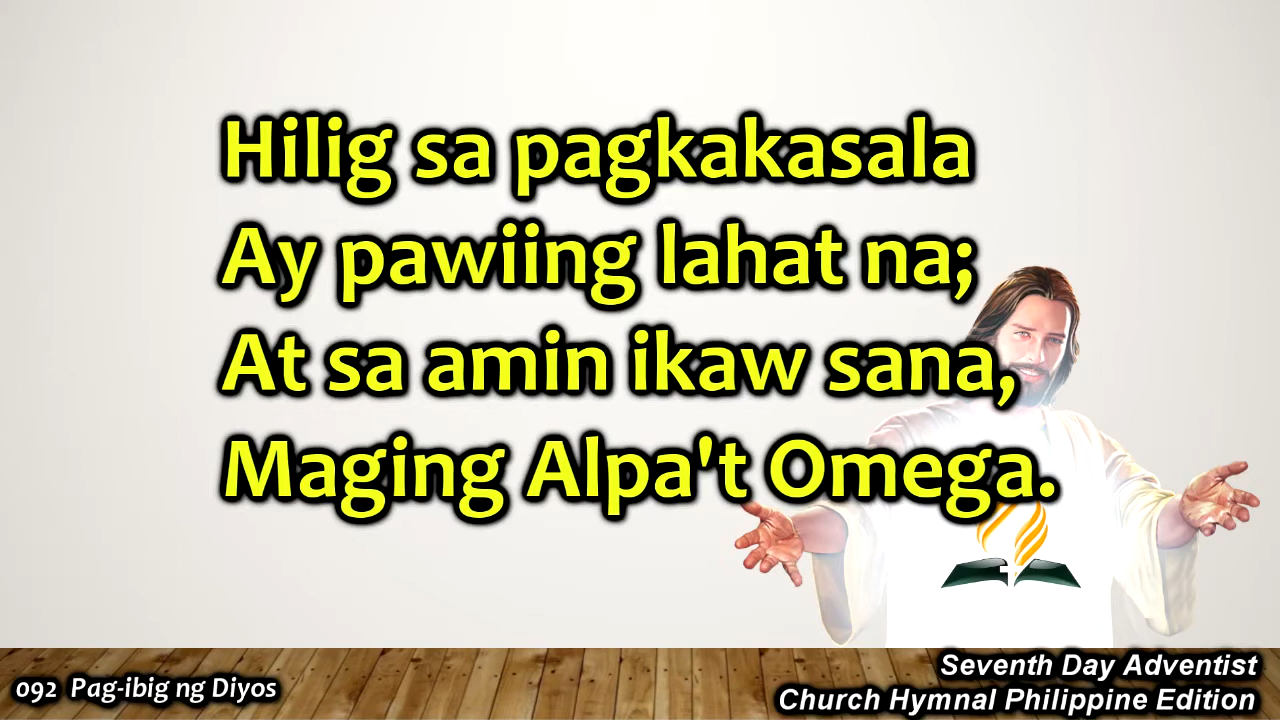 Hilig sa pagkakasala
Ay pawiing lahat na;
At sa amin ikaw sana,
Maging Alpa't Omega.
092 Pag-ibig ng Diyos
Seventh Day Adventist
Church Hymnal Philippine Edition